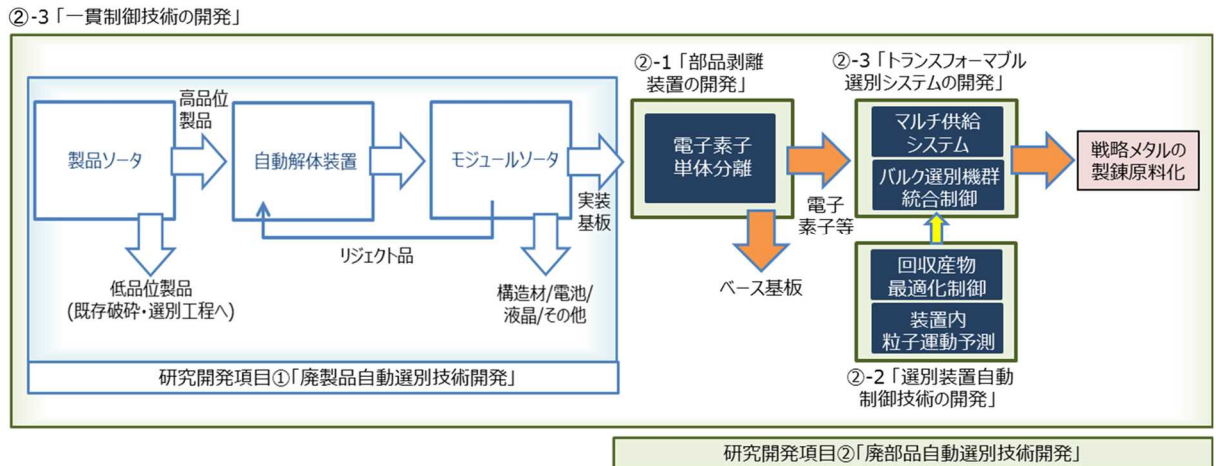 ②-3「一貫制御技術の開発」
②-1「部品剥離
装置の開発」
②-3「トランスフォーマブル
選別システムの開発」
製品ソータ
高品位
製品
自動解体装置
モジュールソータ
実装
基板
電子素子
単体分離
電子
素子等
マルチ供給
システム
バルク選別機群
統合制御
戦略メタルの
製錬原料化
リジェクト品
低品位製品
(既存破砕・選別工程へ)
構造材/電池/
液晶/その他
ベース基板
回収産物
最適化制御
装置内
粒子運動予測
②-2「選別装置自動
制御技術の開発」
研究開発項目①「廃製品自動選別技術開発」
研究開発項目②「廃部品自動選別技術開発」